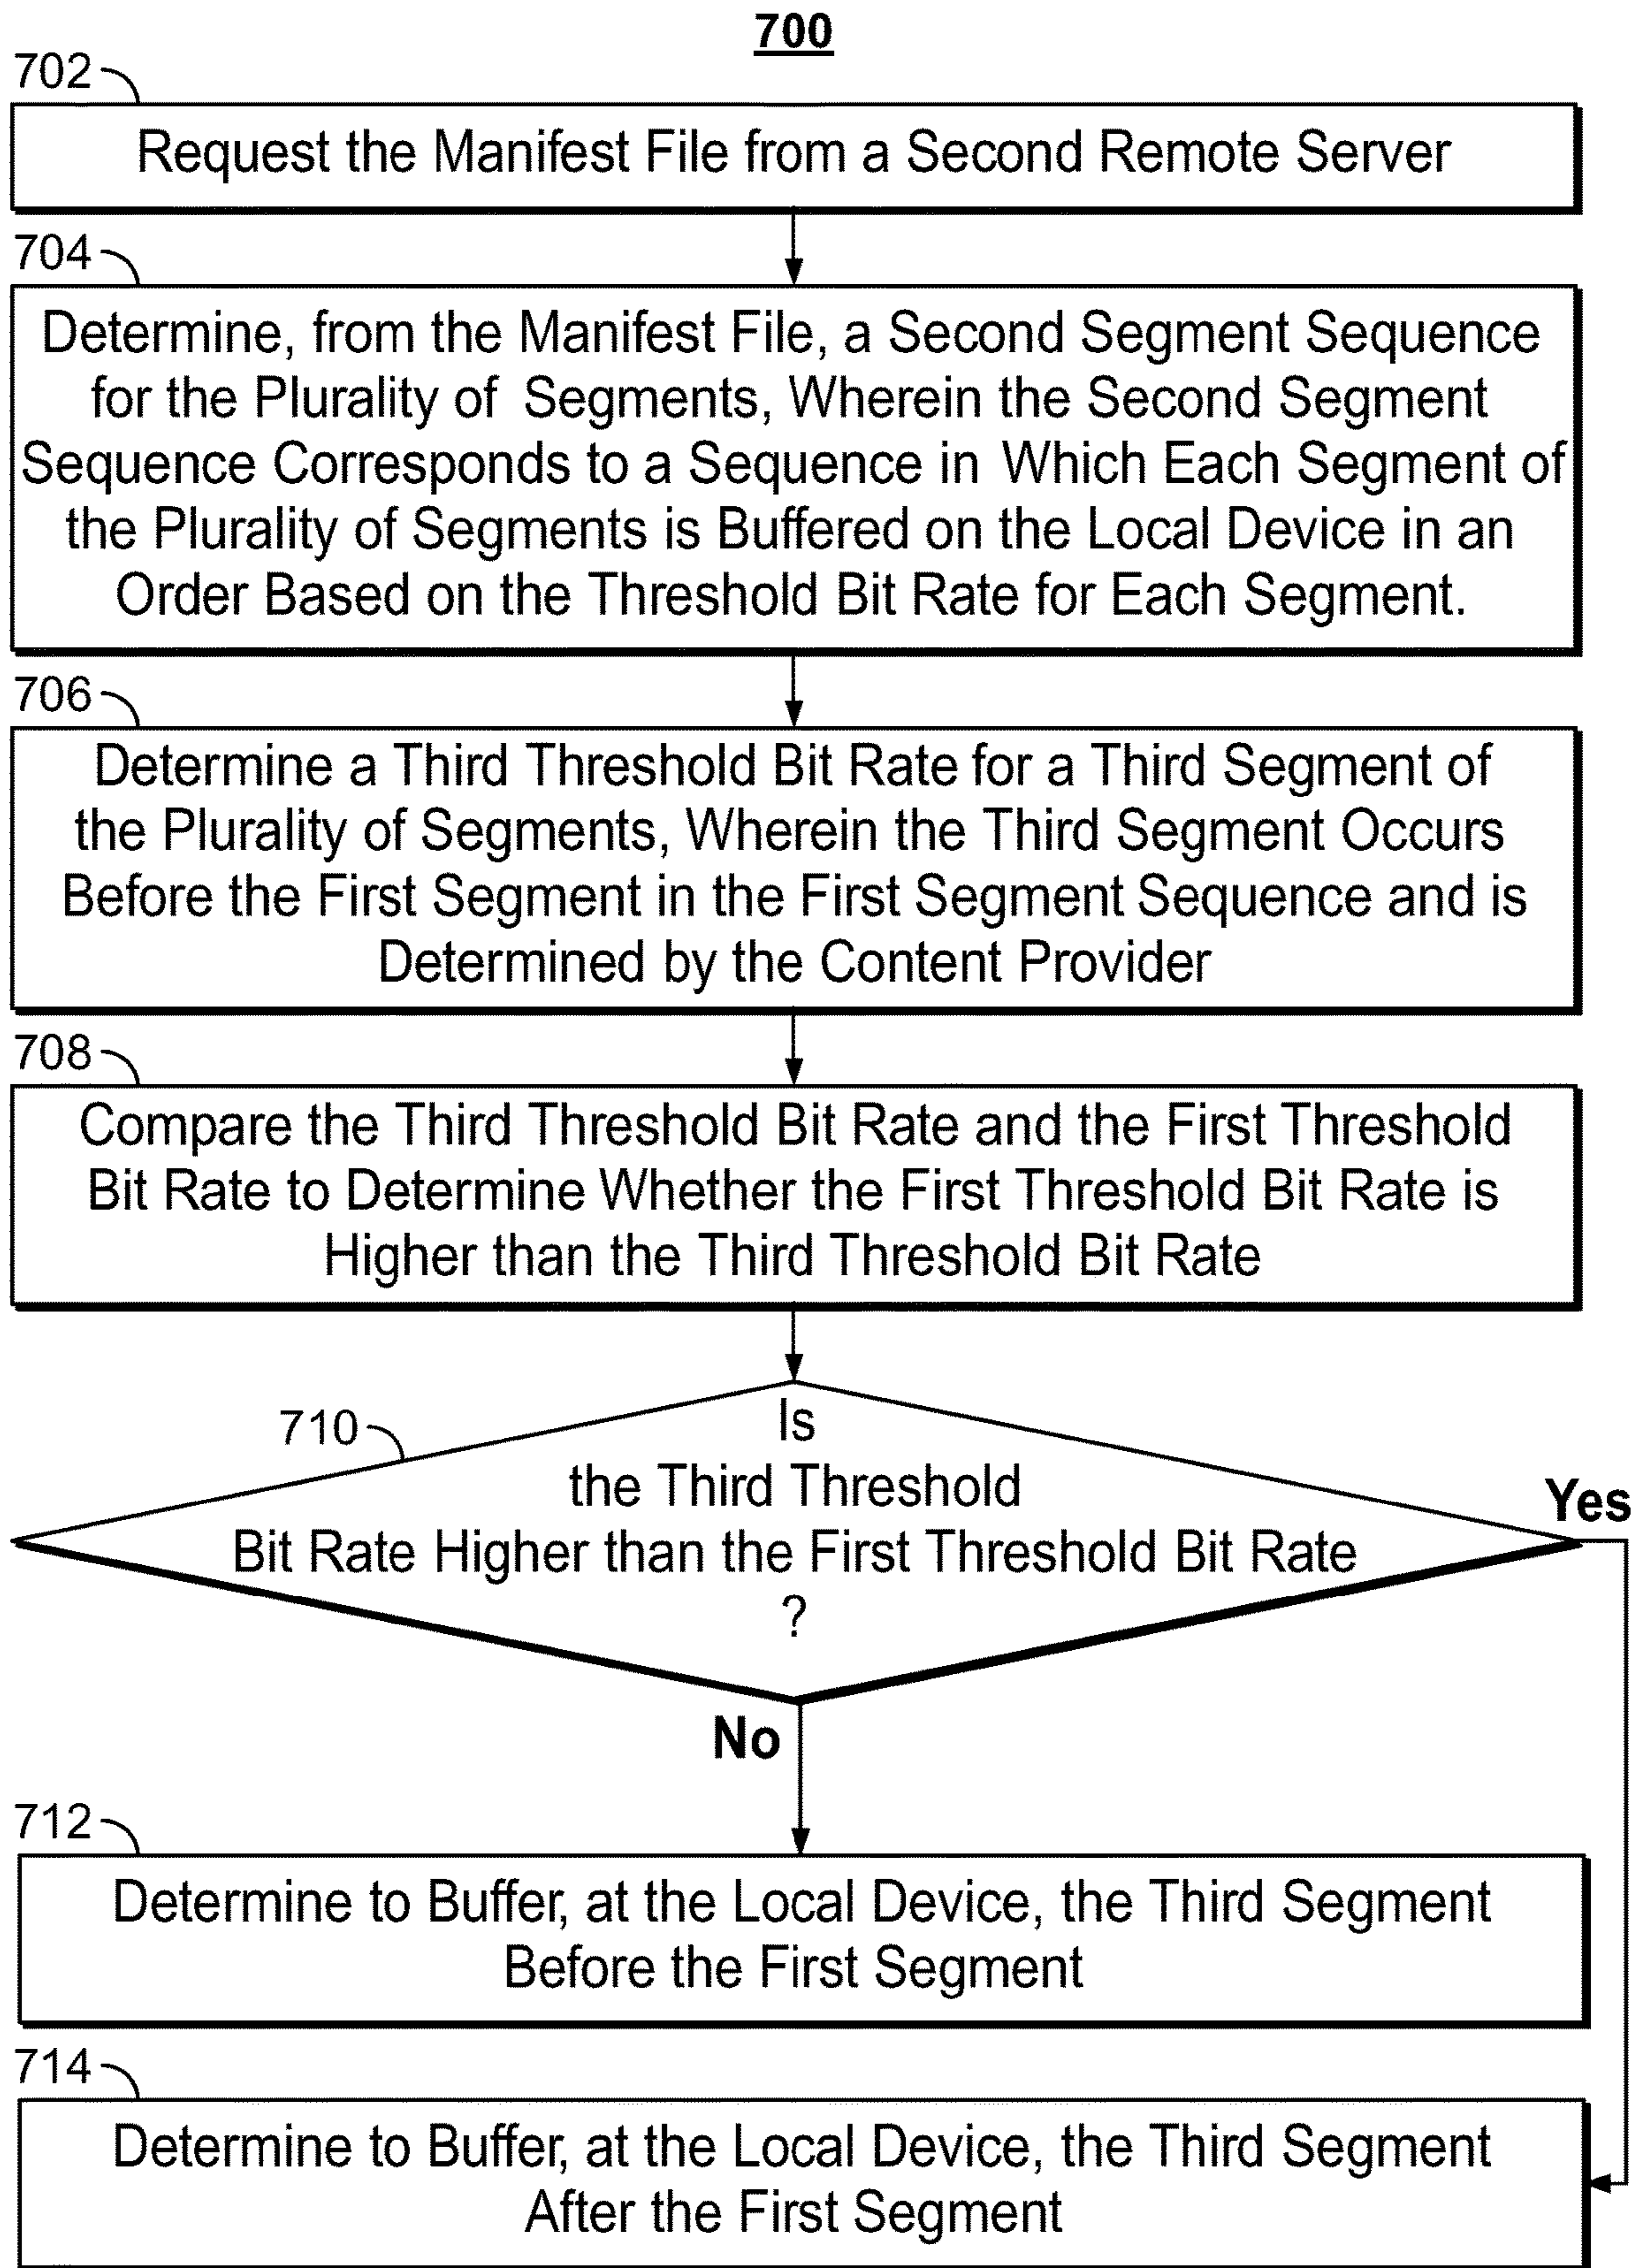 700
702
Request the Manifest File from a Second Remote Server
704
Determine, from the Manifest File, a Second Segment Sequence
for the Plurality of Segments, Wherein the Second Segment
Sequence Corresponds to a Sequence in Which Each Segment of
the Plurality of Segments is Buffered on the Local Device in an
Order Based on the Threshold Bit Rate for Each Segment.
706
Determine a Third Threshold Bit Rate for a Third Segment of
the Plurality of Segments, Wherein the Third Segment Occurs
Before the First Segment in the First Segment Sequence and is
Determined by the Content Provider
708
Compare the Third Threshold Bit Rate and the First Threshold
Bit Rate to Determine Whether the First Threshold Bit Rate is
Higher than the Third Threshold Bit Rate
710
Is
the Third Threshold
Bit Rate Higher than the First Threshold Bit Rate
?
Yes
No
712
Determine to Buffer, at the Local Device, the Third Segment
Before the First Segment
714
Determine to Buffer, at the Local Device, the Third Segment
After the First Segment